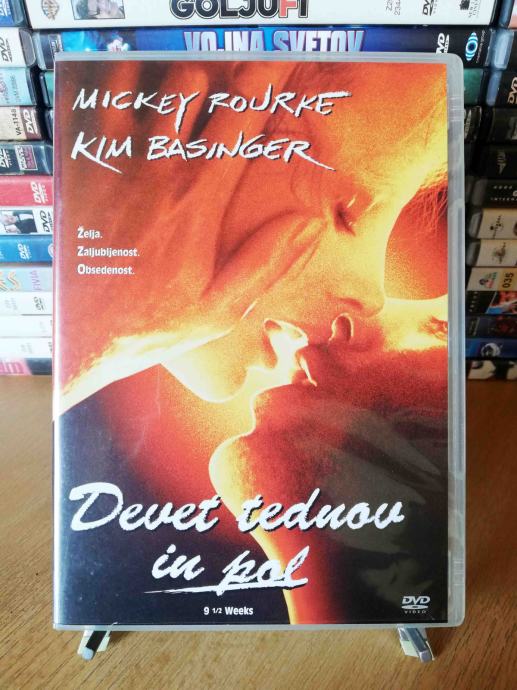 GOLJUFI
VOJNA SVETOV
MICKEY ROURKE
KIM BASINGER
Želja.
Zaljubljenost.
Obsedenost.
Devet tednov
in pol
9 1/2 Weeks
DVD
VIDEO
035